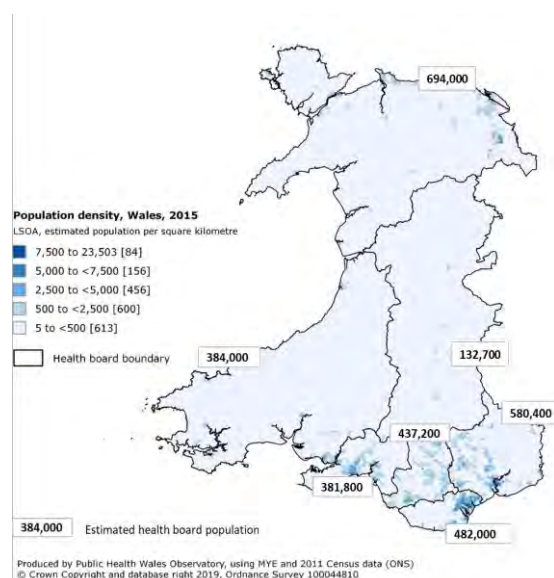 694,000
Population density, Wales, 2015
LSOA, estimated population per square kilometre
7,500 to 23,503 [84]
5,000 to <7,500 [156]
2,500 to <5,000 [456]
500 to <2,500 [600]
5 to <500 [613]
Health board boundary
384,000
132,700
580,400
437,200
381,800
482,000
384,000 Estimated health board population
Produced by Public Health Wales Observatory, using MYE and 2011 Census data (ONS)
© Crown Copyright and database right 2019, Ordnance Survey 100044810